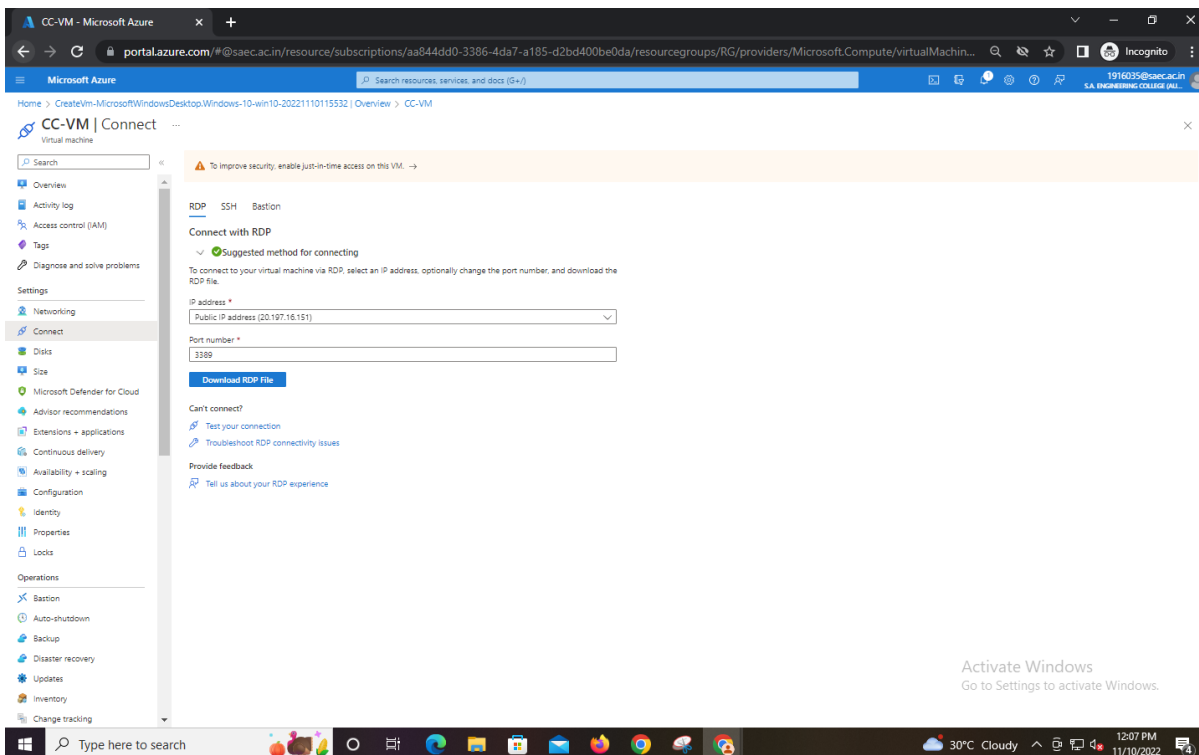 CC-VM - Microsoft Azure
portal.azure.com/#@saec.ac.in/resource/subscriptions/aa844dd0-3386-4da7-a185-d2bd400be0da/resourcegroups/RG/providers/Microsoft.Compute/virtualMachin...
Incognito
Microsoft Azure
Search resources, services, and docs (G+/)
1
1916035@saec.ac.in
S.A. ENGINEERING COLLEGE (ALL...
Home > CreateVm-MicrosoftWindowsDesktop.Windows-10-win10-20221110115532 | Overview > CC-VM
CC-VM | Connect ...
Virtual machine
Search
Overview
Activity log
Access control (IAM)
Tags
Diagnose and solve problems
Settings
Networking
Connect
Disks
Size
Microsoft Defender for Cloud
Advisor recommendations
Extensions + applications
Continuous delivery
Availability + scaling
Configuration
Identity
Properties
Locks
Operations
Bastion
Auto-shutdown
Backup
Disaster recovery
Updates
Inventory
Change tracking
To improve security, enable just-in-time access on this VM. →
RDP SSH Bastion
Connect with RDP
Suggested method for connecting
To connect to your virtual machine via RDP, select an IP address, optionally change the port number, and download the
RDP file.
IP address *
Public IP address (20.197.16.151)
Port number *
3389
Download RDP File
Can't connect?
Test your connection
Troubleshoot RDP connectivity issues
Provide feedback
Tell us about your RDP experience
Activate Windows
Go to Settings to activate Windows.
Type here to search
30°C Cloudy
12:07 PM
11/10/2022